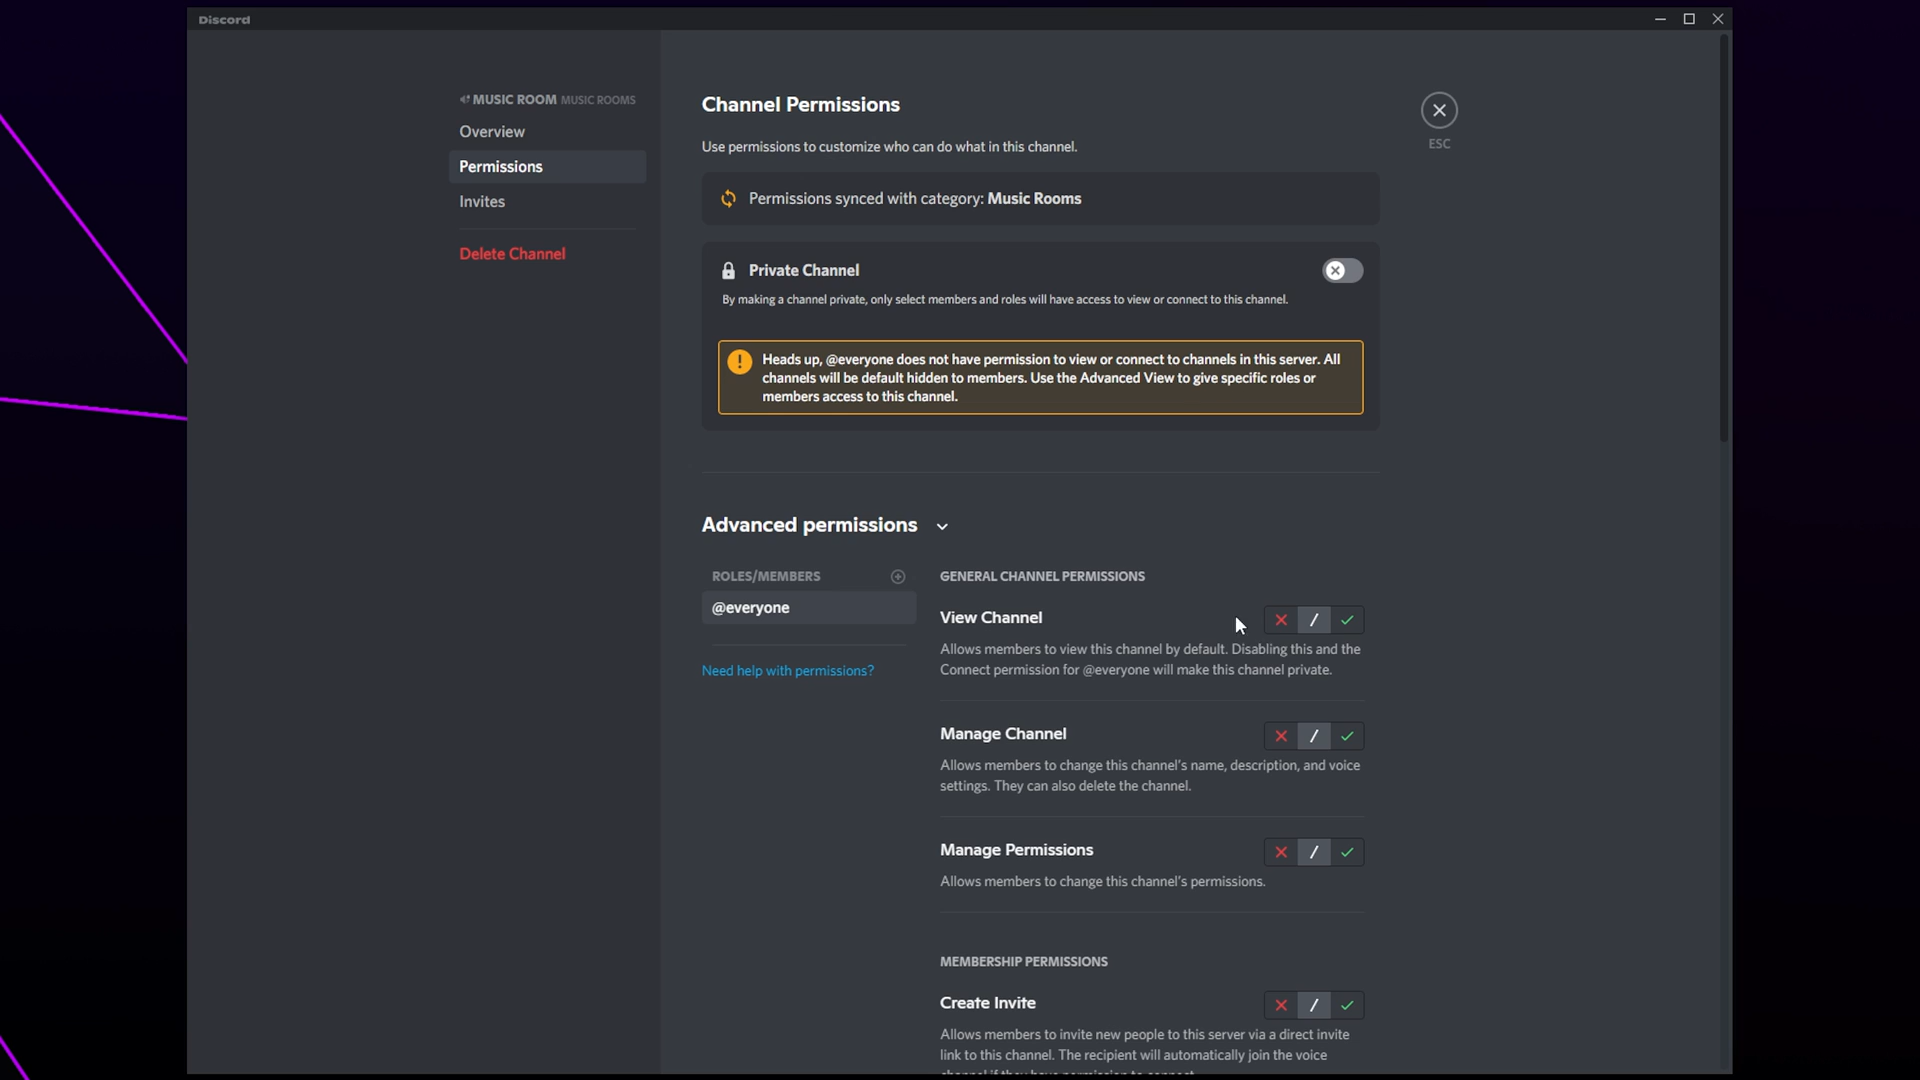 Discord
MUSIC ROOM MUSIC ROOMS
Overview
Permissions
Invites
Delete Channel
Channel Permissions
Use permissions to customize who can do what in this channel.
ESC
Permissions synced with category: Music Rooms
Private Channel
By making a channel private, only select members and roles will have access to view or connect to this channel.
Heads up, @everyone does not have permission to view or connect to channels in this server. All
channels will be default hidden to members. Use the Advanced View to give specific roles or
members access to this channel.
Advanced permissions
ROLES/MEMBERS
@everyone
Need help with permissions?
GENERAL CHANNEL PERMISSIONS
View Channel
Allows members to view this channel by default. Disabling this and the
Connect permission for @everyone will make this channel private.
Manage Channel
Allows members to change this channel's name, description, and voice
settings. They can also delete the channel.
Manage Permissions
Allows members to change this channel's permissions.
MEMBERSHIP PERMISSIONS
Create Invite
Allows members to invite new people to this server via a direct invite
link to this channel. The recipient will automatically join the voice